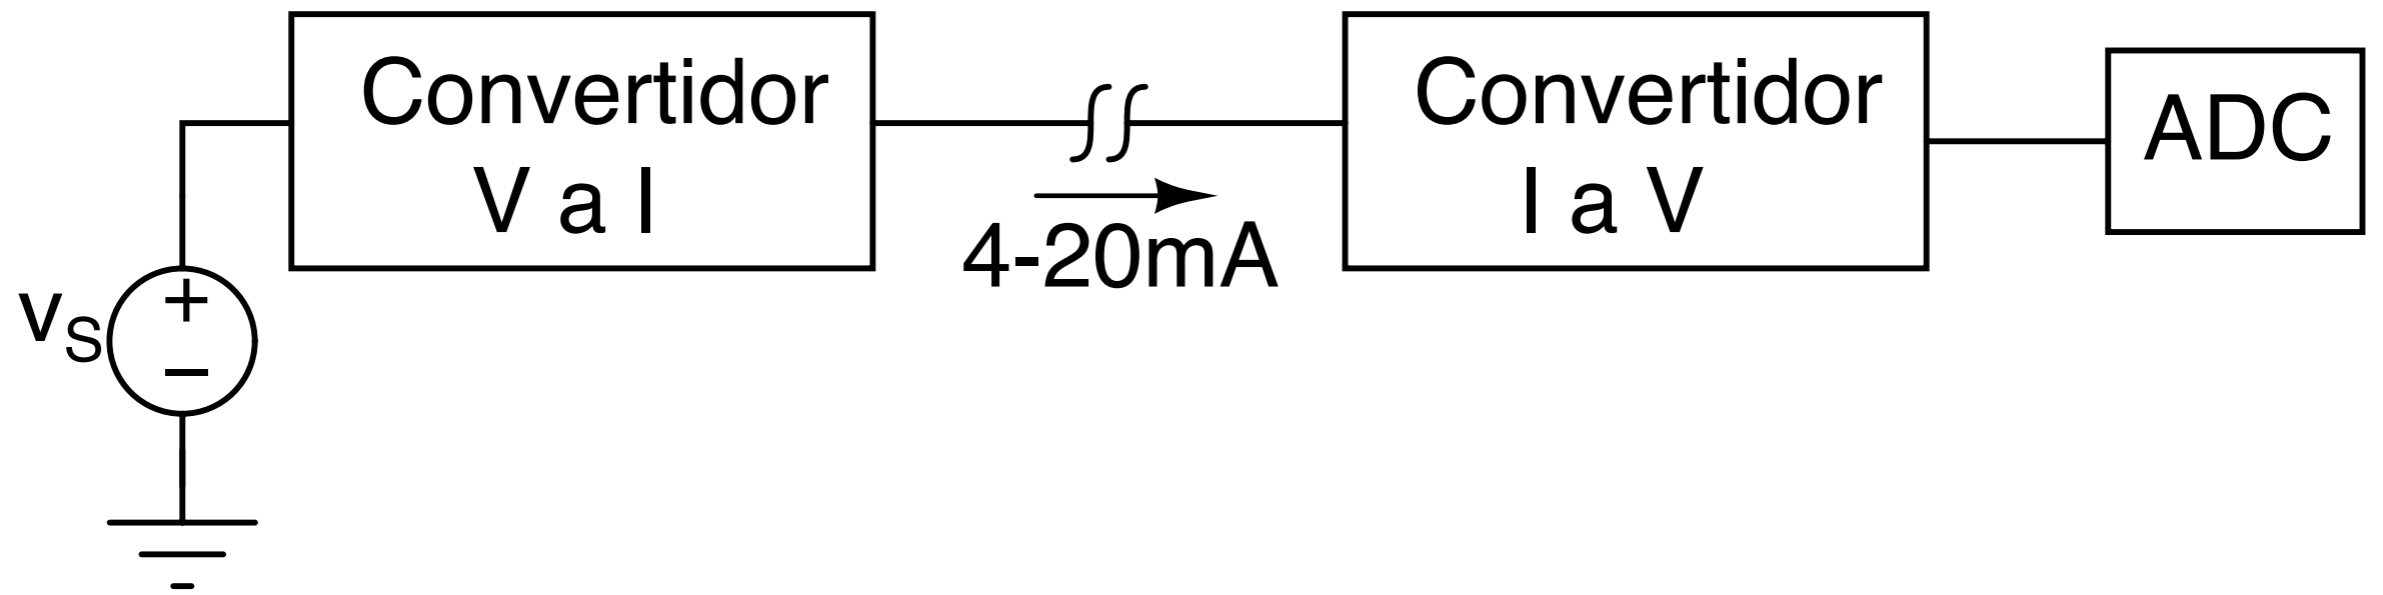 Convertidor
V a I
Convertidor
I a V
ADC
4-20mA
vS
+
−